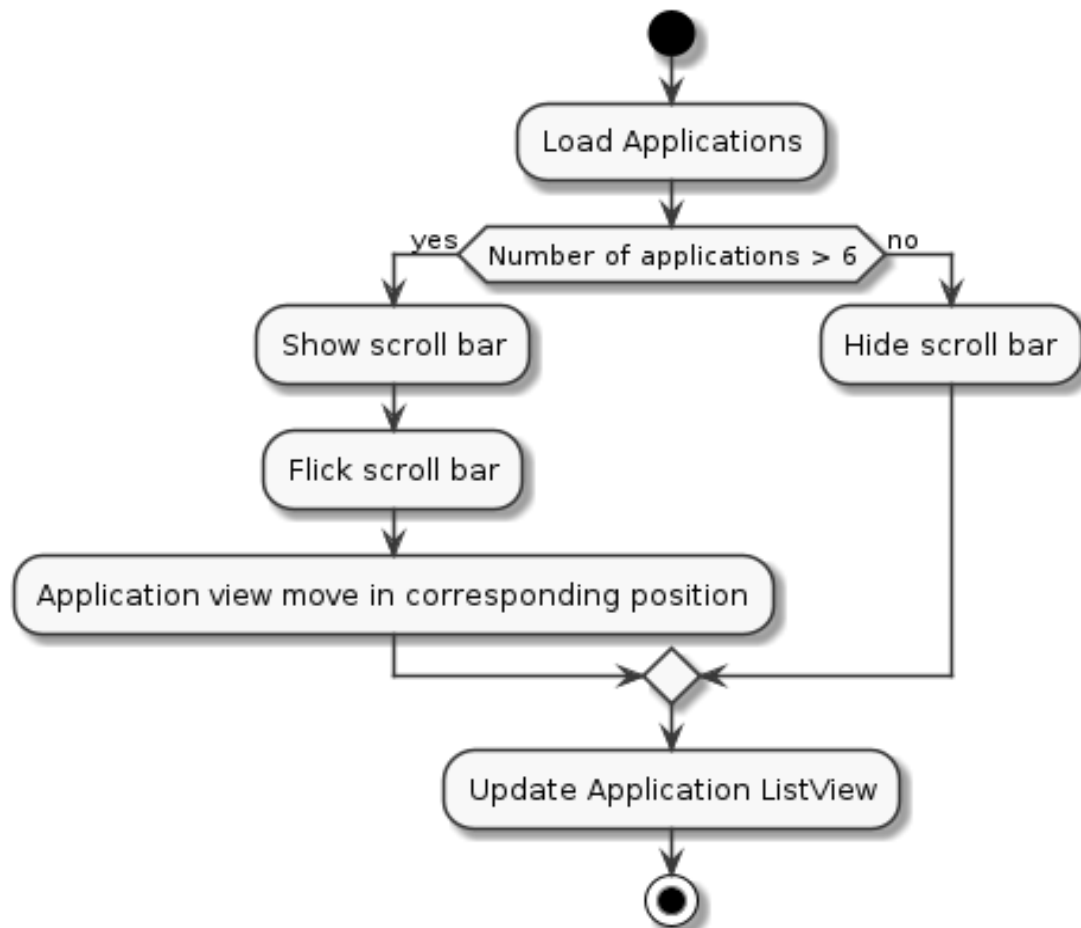 Load Applications
yes
Number of applications > 6
no
Show scroll bar
Hide scroll bar
Flick scroll bar
Application view move in corresponding position
Update Application ListView